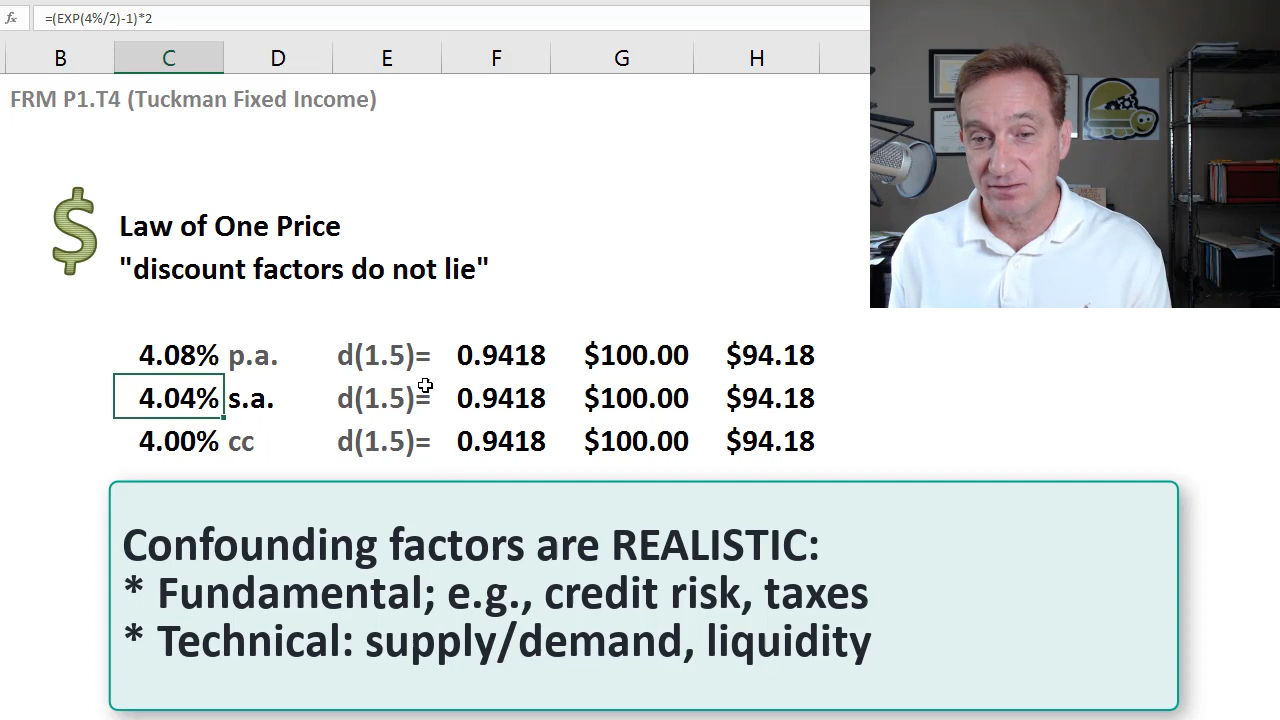 fx =(EXP(4%/2)-1)*2
B C D E F G H
FRM P1.T4 (Tuckman Fixed Income)
$
Law of One Price
"discount factors do not lie"
4.08% p.a. d(1.5)= 0.9418 $100.00 $94.18
4.04% s.a. d(1.5)= 0.9418 $100.00 $94.18
4.00% cc d(1.5)= 0.9418 $100.00 $94.18
Confounding factors are REALISTIC:
* Fundamental; e.g., credit risk, taxes
* Technical: supply/demand, liquidity